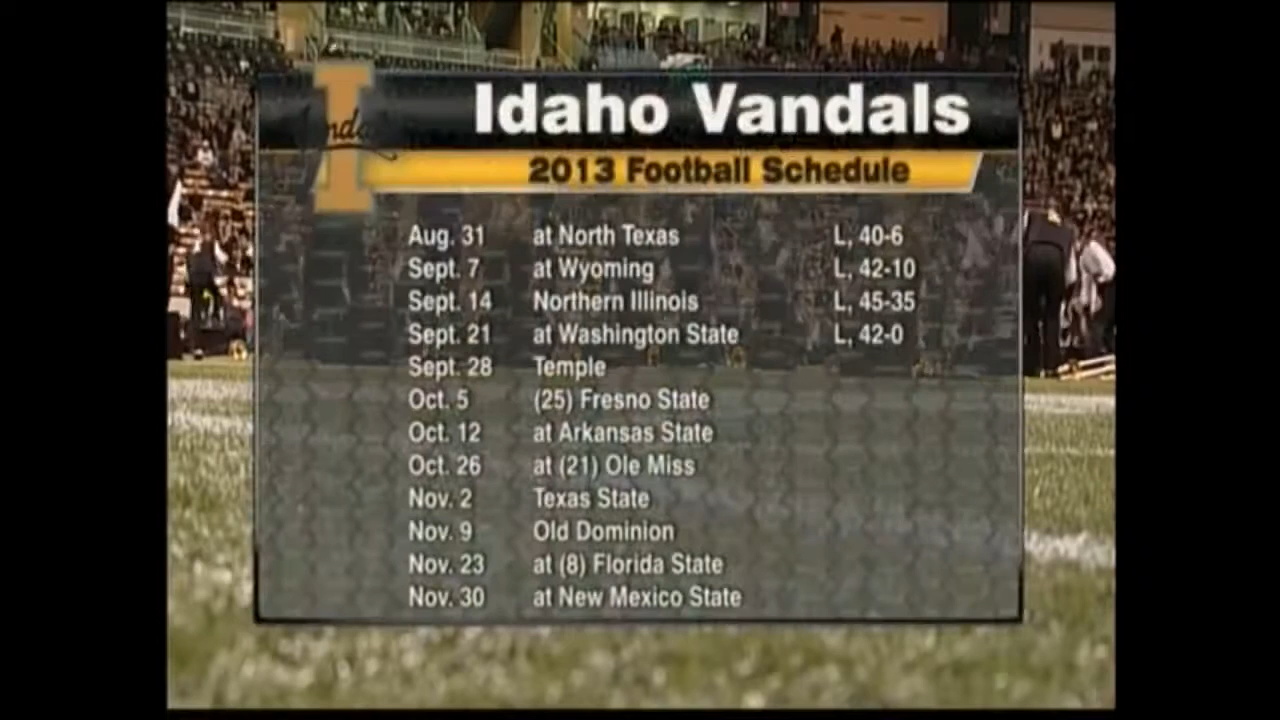 Idaho Vandals
2013 Football Schedule
Aug. 31 at North Texas L, 40-6
Sept. 7 at Wyoming L, 42-10
Sept. 14 Northern Illinois L, 45-35
Sept. 21 at Washington State L, 42-0
Sept. 28 Temple
Oct. 5 (25) Fresno State
Oct. 12 at Arkansas State
Oct. 26 at (21) Ole Miss
Nov. 2 Texas State
Nov. 9 Old Dominion
Nov. 23 at (8) Florida State
Nov. 30 at New Mexico State